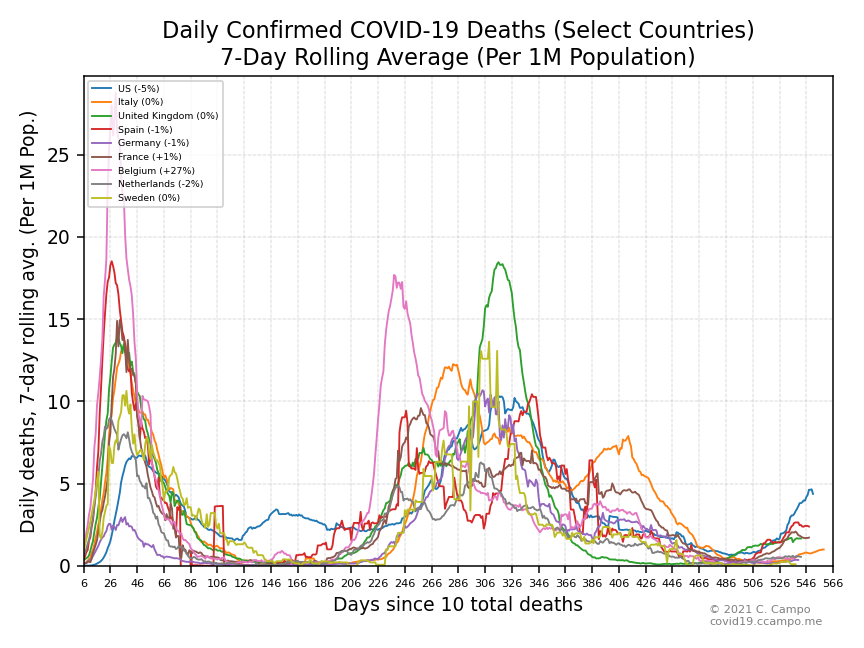 Daily Confirmed COVID-19 Deaths (Select Countries)
7-Day Rolling Average (Per 1M Population)
Daily deaths, 7-day rolling avg. (Per 1M Pop.)
US (-5%)
Italy (0%)
United Kingdom (0%)
Spain (-1%)
Germany (-1%)
France (+1%)
Belgium (+27%)
Netherlands (-2%)
Sweden (0%)
25
20
15
10
5
0
6 26 46 66 86 106 126 146 166 186 206 226 246 268 286 306 326 346 366 386 406 426 446 466 486 506 526 546 566
Days since 10 total deaths
© 2021 C. Campo
covid19.ccampo.me